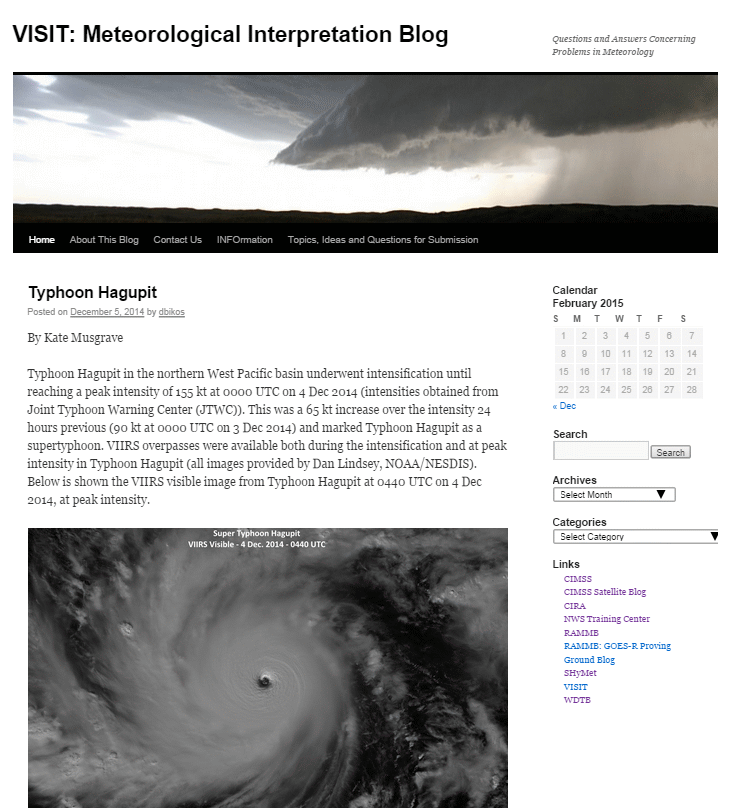 VISIT: Meteorological Interpretation Blog
Questions and Answers Concerning
Problems in Meteorology
Home About This Blog Contact Us INFOrmation Topics, Ideas and Questions for Submission
Typhoon Hagupit
Posted on December 5, 2014 by dbikos
By Kate Musgrave
Typhoon Hagupit in the northern West Pacific basin underwent intensification until
reaching a peak intensity of 155 kt at 0000 UTC on 4 Dec 2014 (intensities obtained from
Joint Typhoon Warning Center (JTWC)). This was a 65 kt increase over the intensity 24
hours previous (90 kt at 0000 UTC on 3 Dec 2014) and marked Typhoon Hagupit as a
supertyphoon. VIIRS overpasses were available both during the intensification and at peak
intensity in Typhoon Hagupit (all images provided by Dan Lindsey, NOAA/NESDIS).
Below is shown the VIIRS visible image from Typhoon Hagupit at 0440 UTC on 4 Dec
2014, at peak intensity.
Super Typhoon Hagupit
VIIRS Visible - 4 Dec. 2014 - 0440 UTC
Calendar
February 2015
S M T W T F S
1 2 3 4 5 6 7
8 9 10 11 12 13 14
15 16 17 18 19 20 21
22 23 24 25 26 27 28
« Dec
Search
Search
Archives
Select Month
Categories
Select Category
Links
CIMSS
CIMSS Satellite Blog
CIRA
NWS Training Center
RAMMB
RAMMB: GOES-R Proving
Ground Blog
SHyMet
VISIT
WDTB